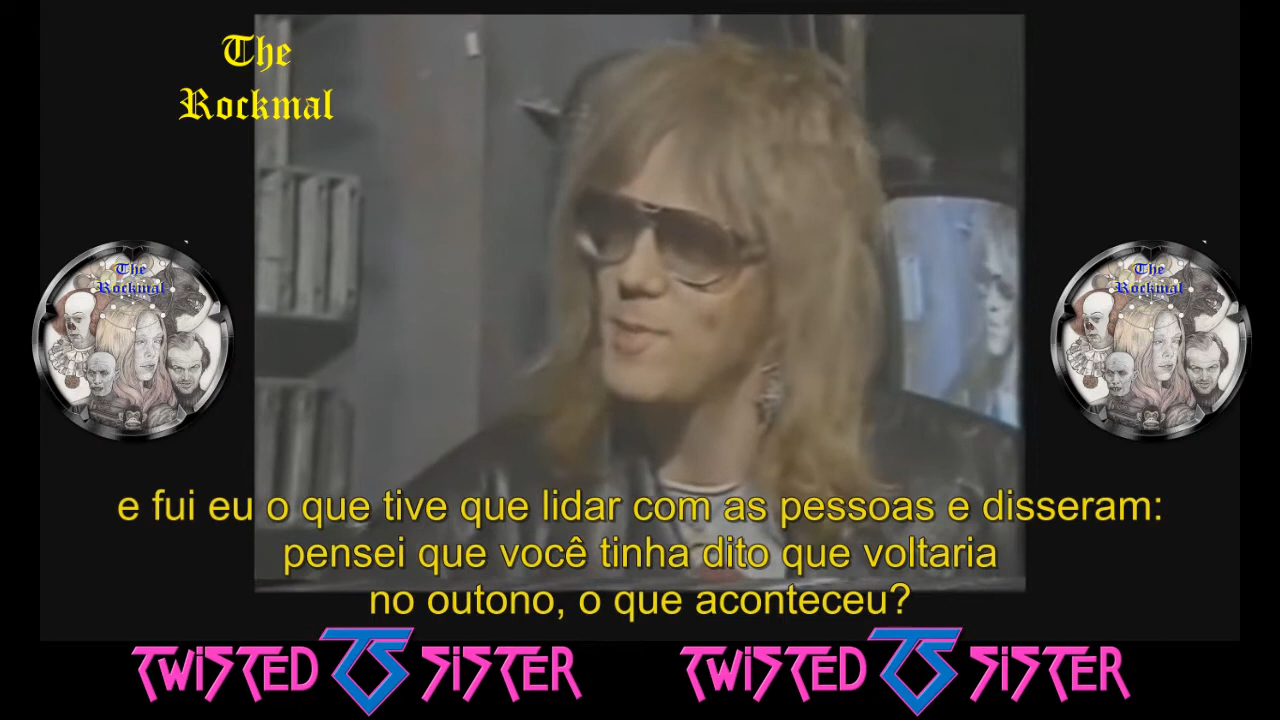 The
Rockmal
The
Rockmal
The
Rockmal
e fui eu o que tive que lidar com as pessoas e disseram:
pensei que você tinha dito que voltaria
no outono, o que aconteceu?
TWiSTED TS SiSTER
TWiSTED TS SiSTER